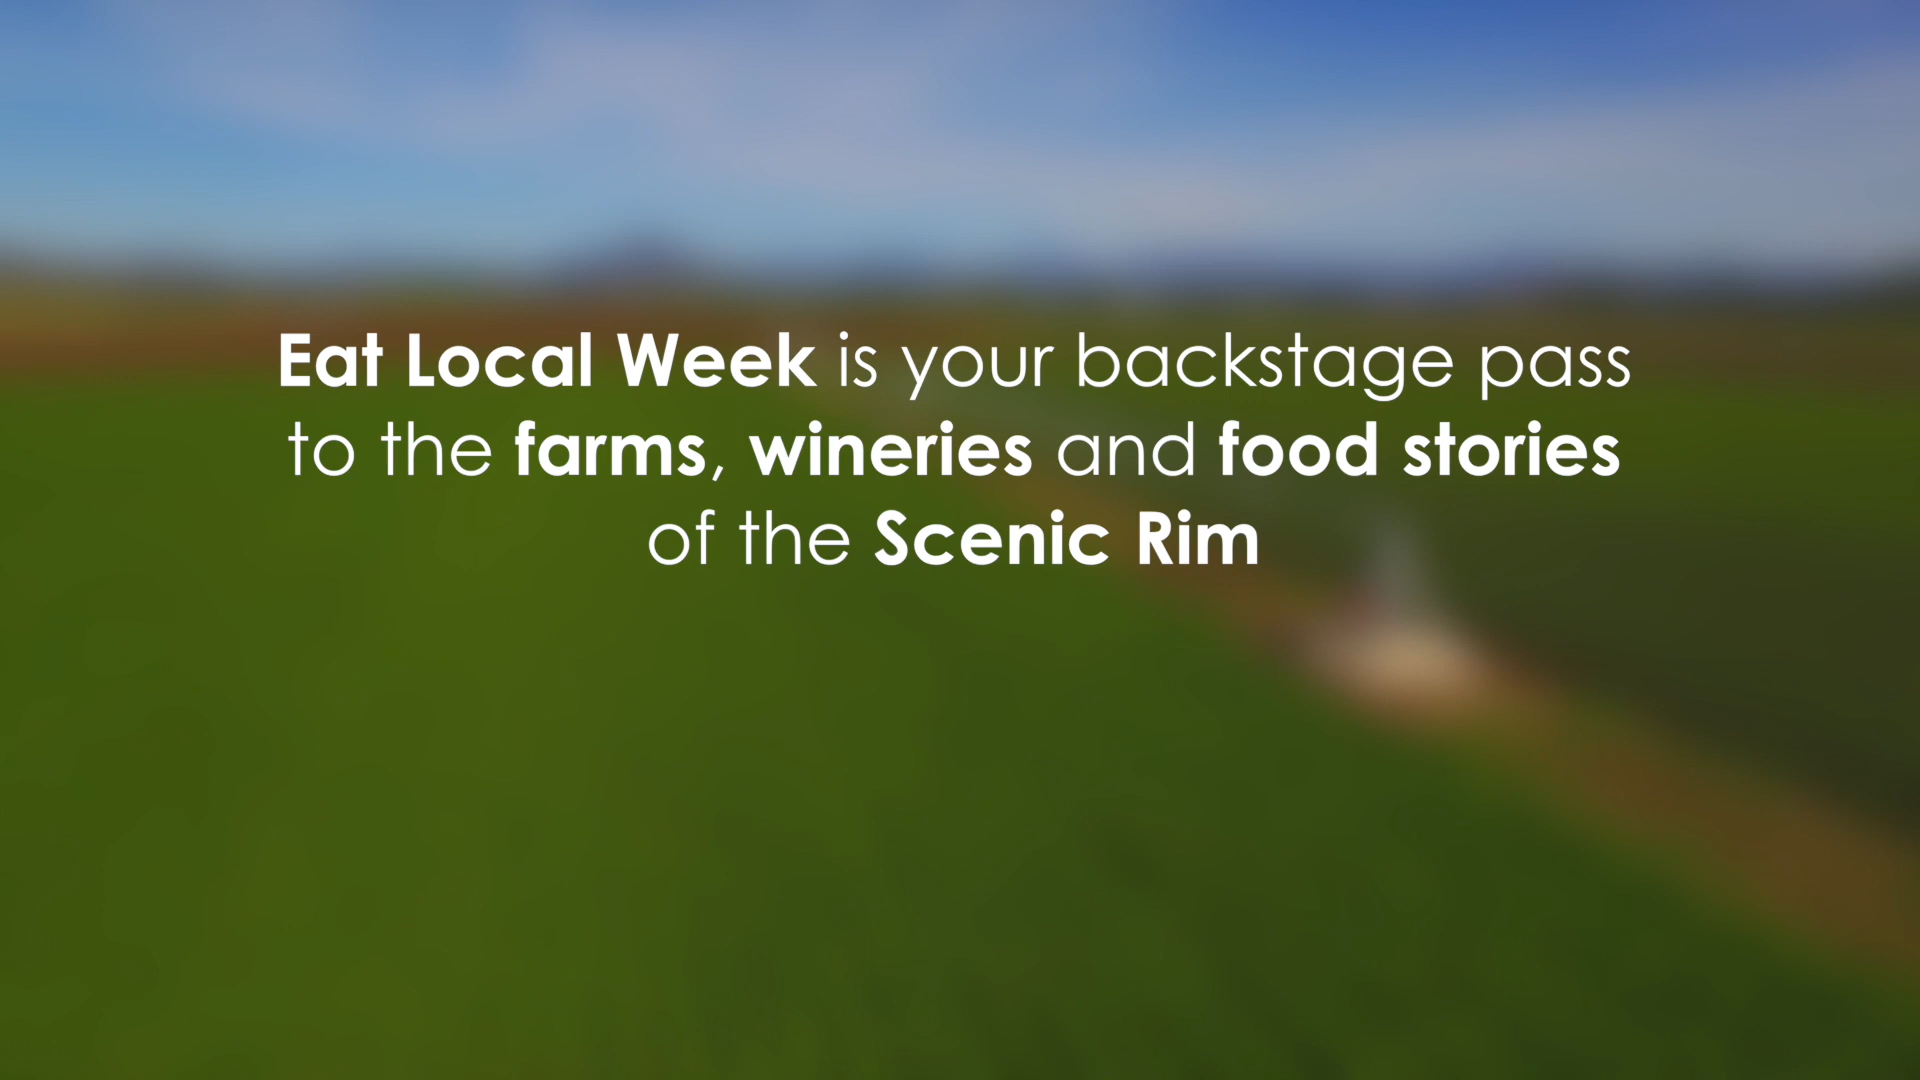 Eat Local Week is your backstage pass
to the farms, wineries and food stories
of the Scenic Rim